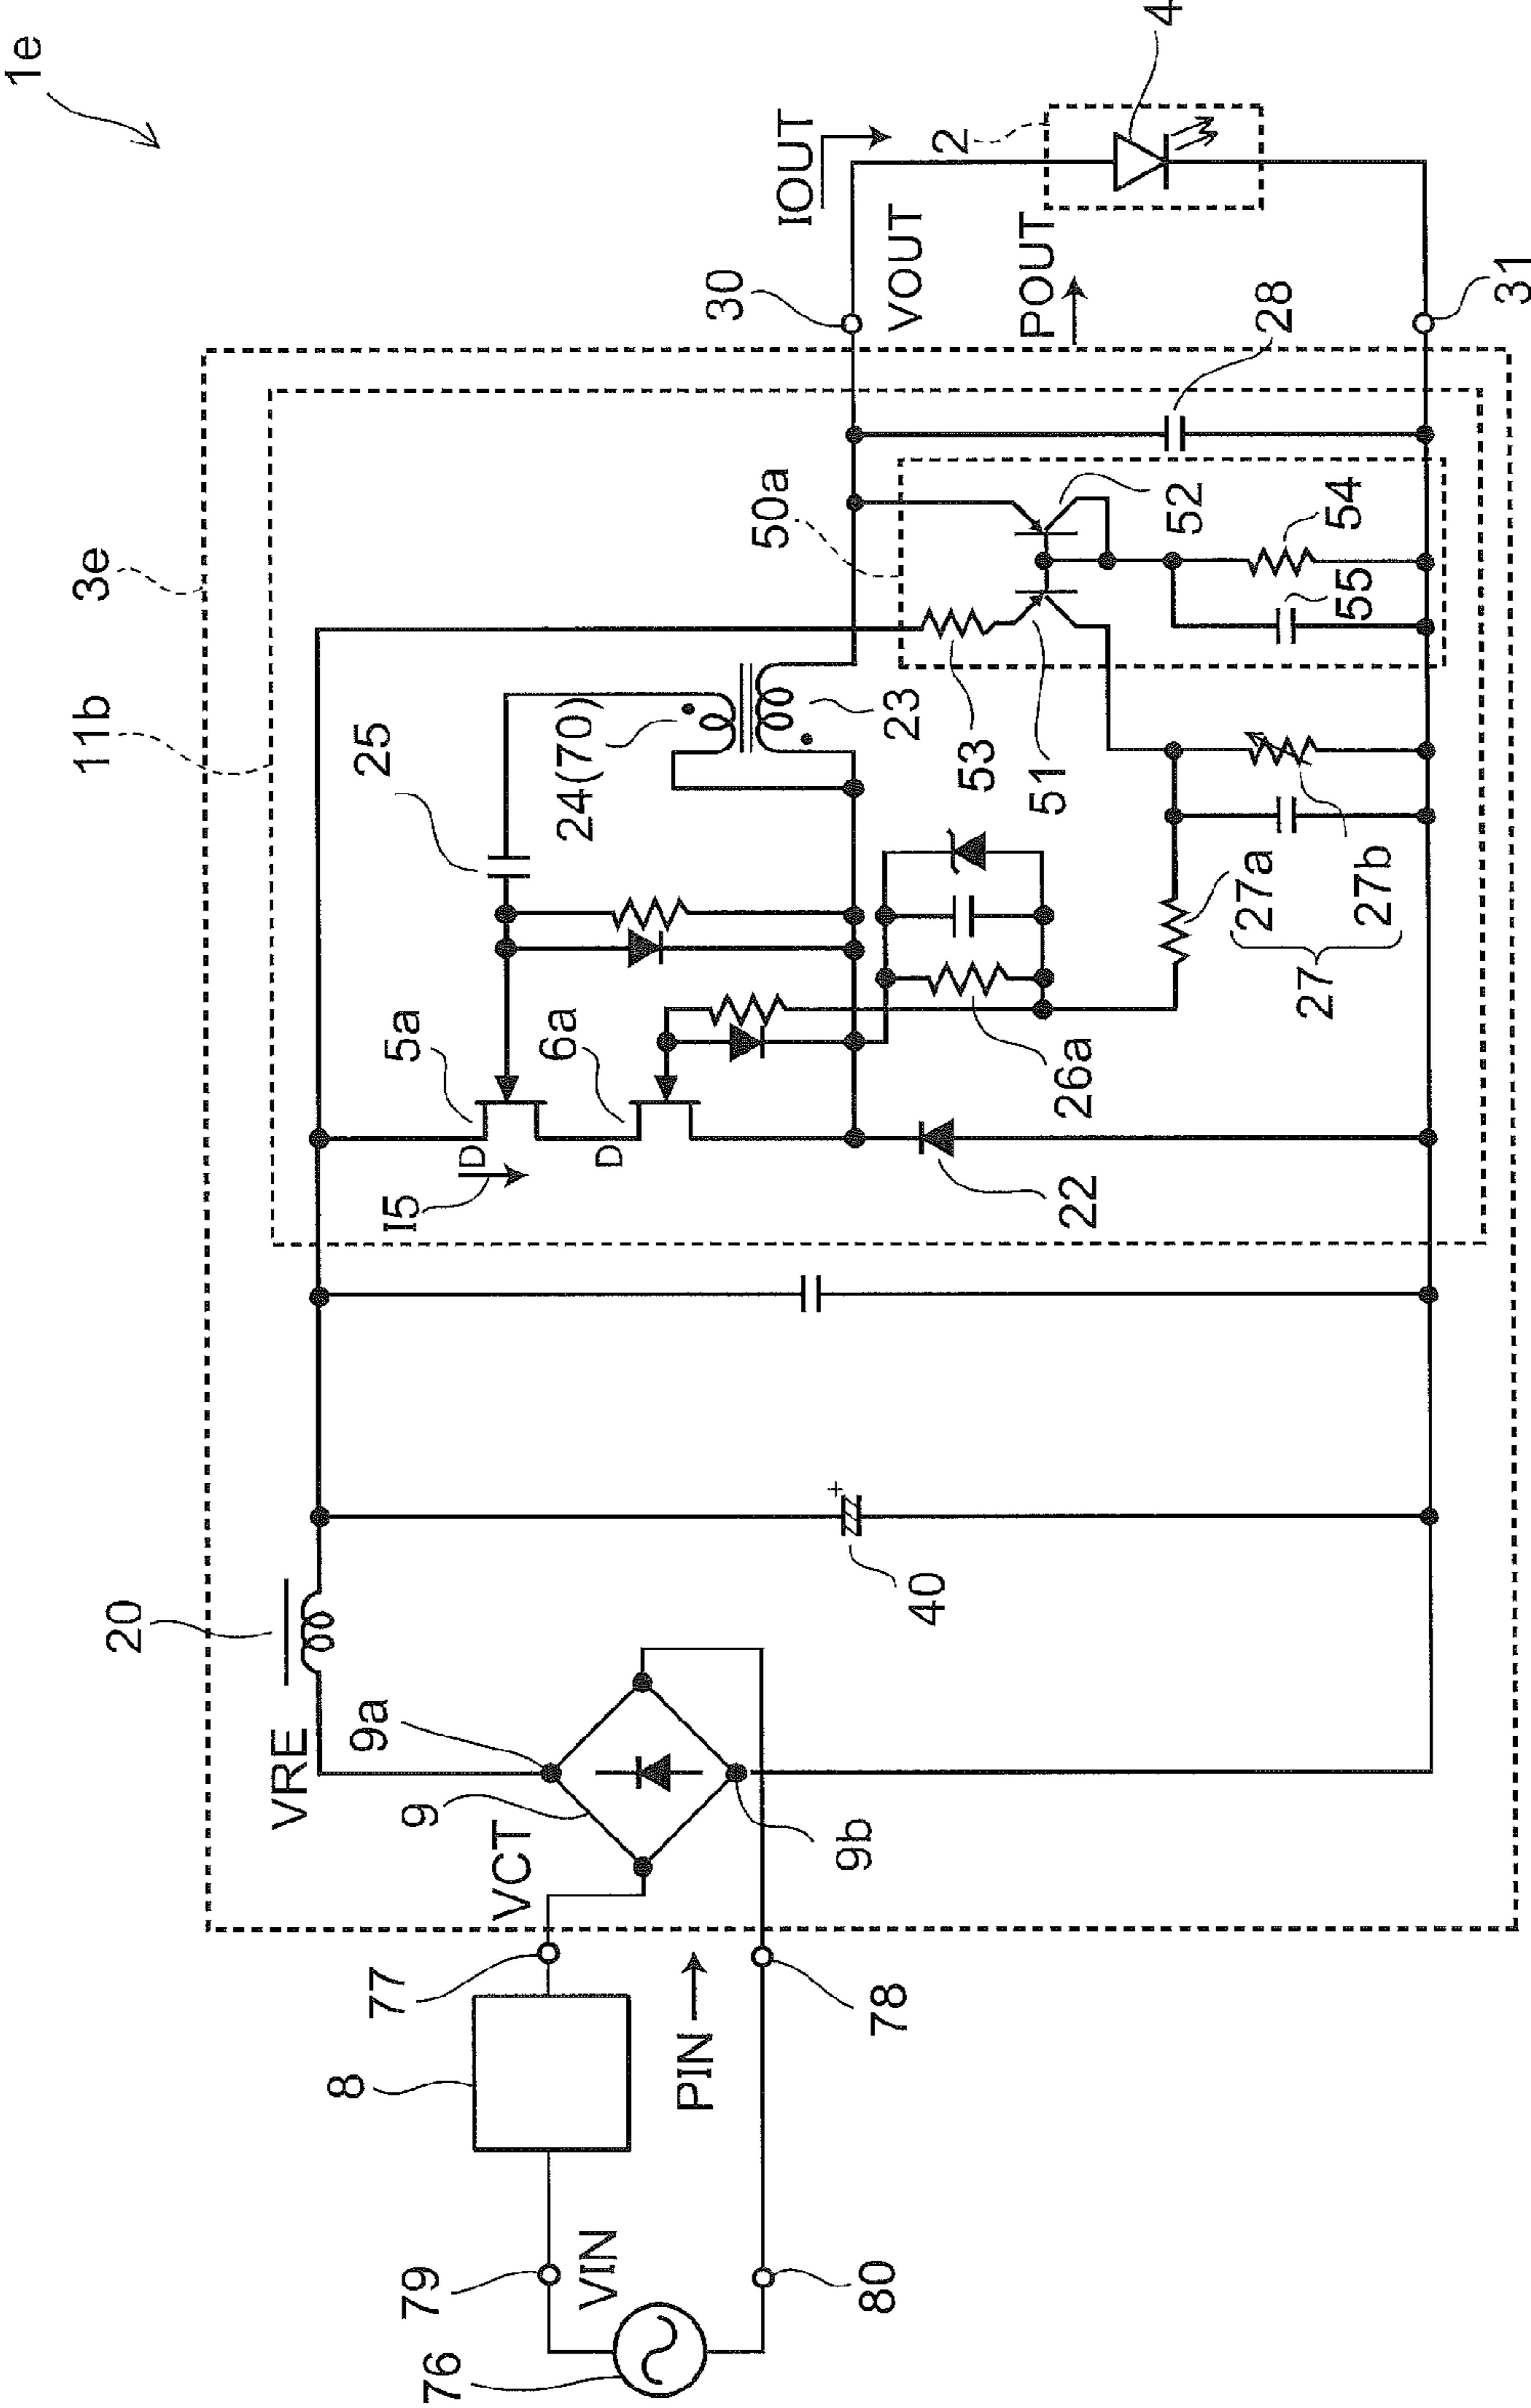 1e
3e
11b
20
VRE
9a
9
9b
VCT
77
8
79
VIN
76
80
PIN
78
40
I5
D
5a
D
6a
22
25
24(70)
23
26a
27a
27b
27
50a
53
51
52
54
55
28
30
VOUT
IOUT
POUT
2
4
31
+